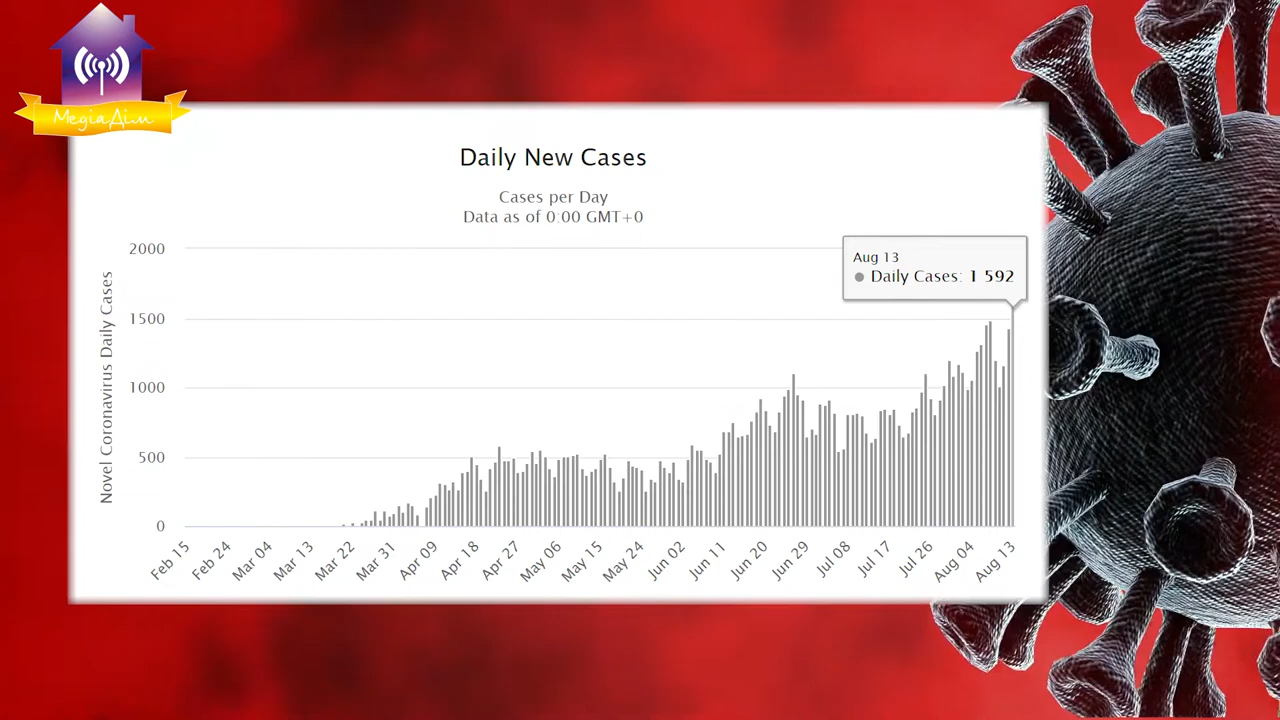 МедіаДім
Daily New Cases
Cases per Day
Data as of 0:00 GMT+0
Novel Coronavirus Daily Cases
2000
1500
1000
500
0
Aug 13
Daily Cases: 1 592
Feb 15
Feb 24
Mar 04
Mar 13
Mar 22
Mar 31
Apr 09
Apr 18
Apr 27
May 06
May 15
May 24
Jun 02
Jun 11
Jun 20
Jun 29
Jul 08
Jul 17
Jul 26
Aug 04
Aug 13